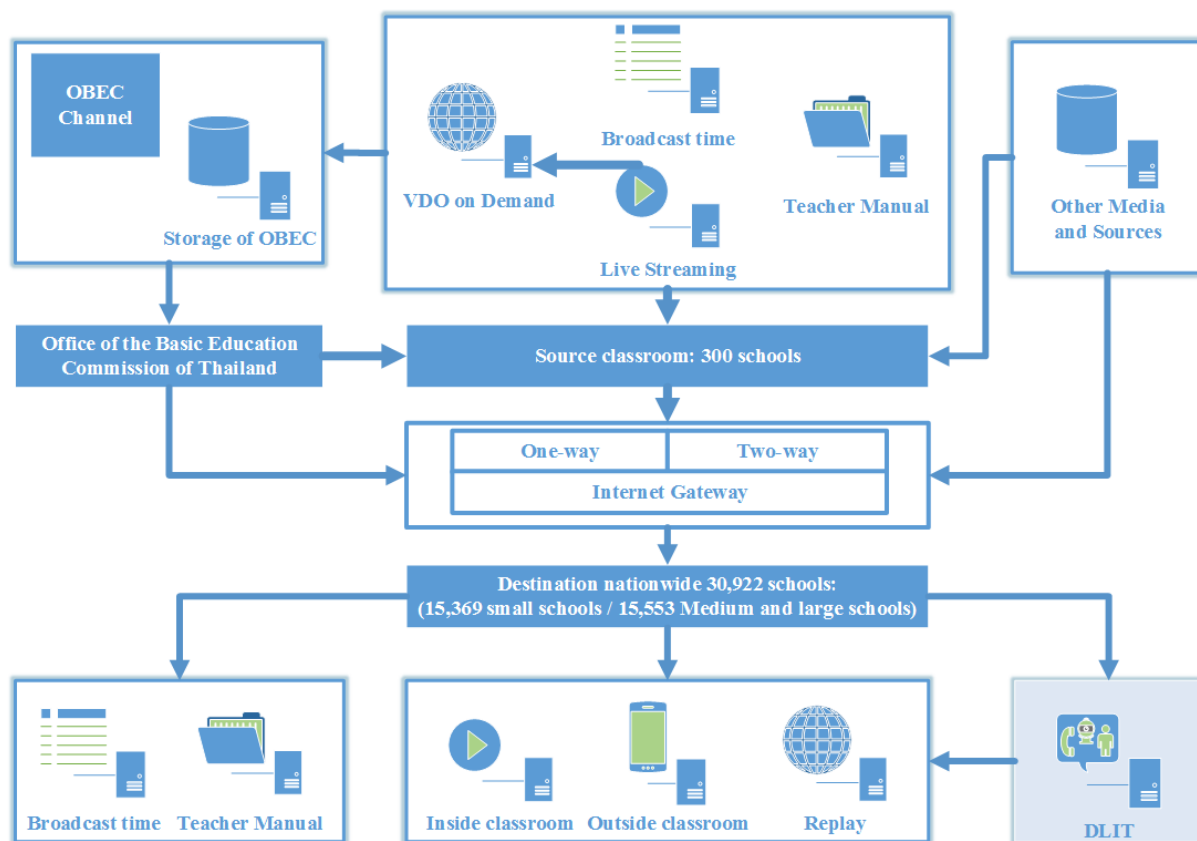 OBEC
Channel
Storage of OBEC
Broadcast time
VDO on Demand
Teacher Manual
Live Streaming
Other Media
and Sources
Office of the Basic Education
Commission of Thailand
Source classroom: 300 schools
One-way
Two-way
Internet Gateway
Destination nationwide 30,922 schools:
(15,369 small schools / 15,553 Medium and large schools)
Broadcast time
Teacher Manual
Inside classroom
Outside classroom
Replay
DLIT